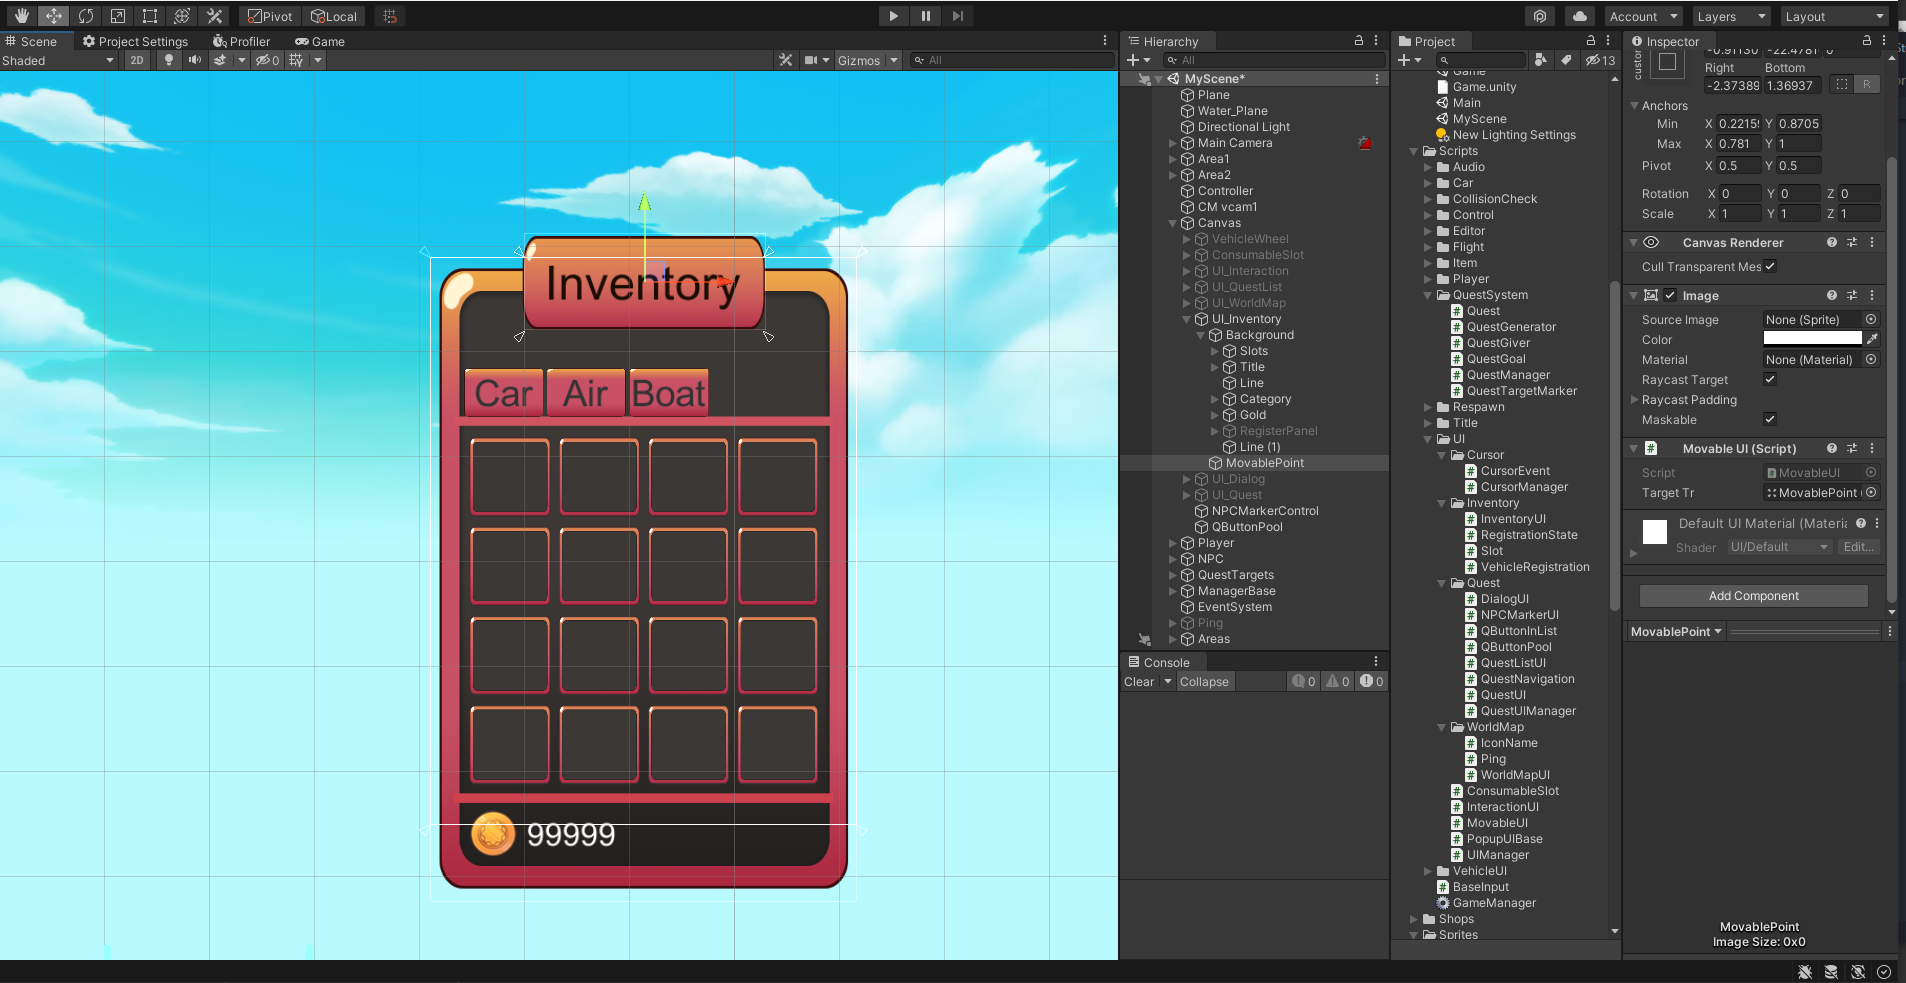 Pivot Local Account Layers Layout
Scene Project Settings Profiler Game
Shaded 2D 0 Gizmos All
Inventory
Car Air Boat
99999
Hierarchy
All
MyScene*
Plane
Water_Plane
Directional Light
Main Camera
Area1
Area2
Controller
CM vcam1
Canvas
VehicleWheel
ConsumableSlot
UI_Interaction
UI_QuestList
UI_WorldMap
UI_Inventory
Background
Slots
Title
Line
Category
Gold
RegisterPanel
Line (1)
MovablePoint
UI_Dialog
UI_Quest
NPCMarkerControl
QButtonPool
Player
NPC
QuestTargets
ManagerBase
EventSystem
Ping
Areas
Console
Clear Collapse 0 0 0
Project
13
Game
Game.unity
Main
MyScene
New Lighting Settings
Scripts
Audio
Car
CollisionCheck
Control
Editor
Flight
Item
Player
QuestSystem
Quest
QuestGenerator
QuestGiver
QuestGoal
QuestManager
QuestTargetMarker
Respawn
Title
UI
Cursor
CursorEvent
CursorManager
Inventory
InventoryUI
RegistrationState
Slot
VehicleRegistration
Quest
DialogUI
NPCMarkerUI
QButtonInList
QButtonPool
QuestListUI
QuestNavigation
QuestUI
QuestUIManager
WorldMap
IconName
Ping
WorldMapUI
ConsumableSlot
InteractionUI
MovableUI
PopupUIBase
UIManager
VehicleUI
BaseInput
GameManager
Shops
Sprites
Inspector
custor
Right Bottom
-2.37389 1.36937 R
Anchors
Min X 0.2215 Y 0.8705
Max X 0.781 Y 1
Pivot X 0.5 Y 0.5
Rotation X 0 Y 0 Z 0
Scale X 1 Y 1 Z 1
Canvas Renderer
Cull Transparent Mes
Image
Source Image None (Sprite)
Color
Material None (Material)
Raycast Target
Raycast Padding
Maskable
# Movable UI (Script)
Script MovableUI
Target Tr MovablePoint
Default UI Material (Materi
Shader UI/Default Edit...
Add Component
MovablePoint
MovablePoint
Image Size: 0x0